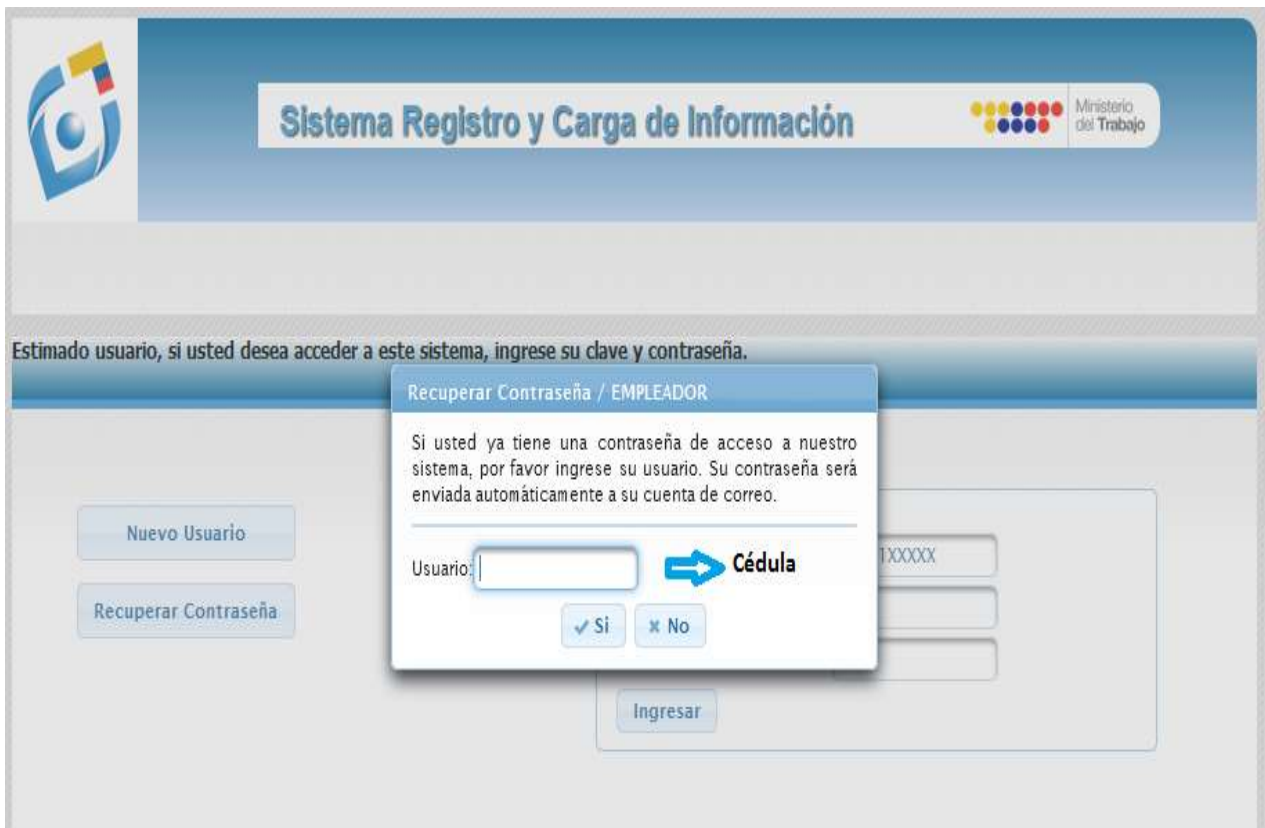 Sistema Registro y Carga de Información
Ministerio
del Trabajo
Estimado usuario, si usted desea acceder a este sistema, ingrese su clave y contraseña.
Recuperar Contraseña / EMPLEADOR
Si usted ya tiene una contraseña de acceso a nuestro
sistema, por favor ingrese su usuario. Su contraseña será
enviada automáticamente a su cuenta de correo.
Usuario:
Cédula
Si
No
Nuevo Usuario
Recuperar Contraseña
1XXXXX
Ingresar